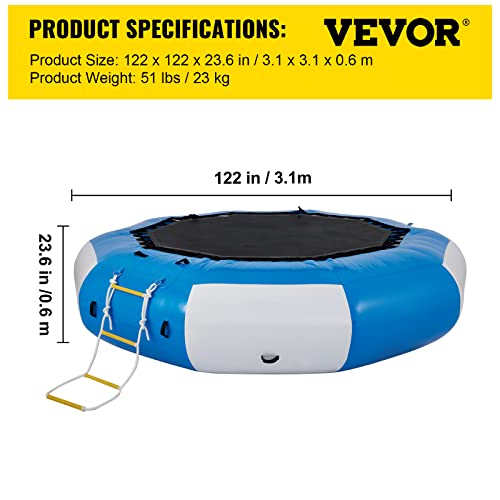 PRODUCT SPECIFICATIONS:
VEVOR®
Product Size: 122 x 122 x 23.6 in / 3.1 x 3.1 x 0.6 m
Product Weight: 51 lbs / 23 kg
122 in / 3.1m
23.6 in /0.6 m